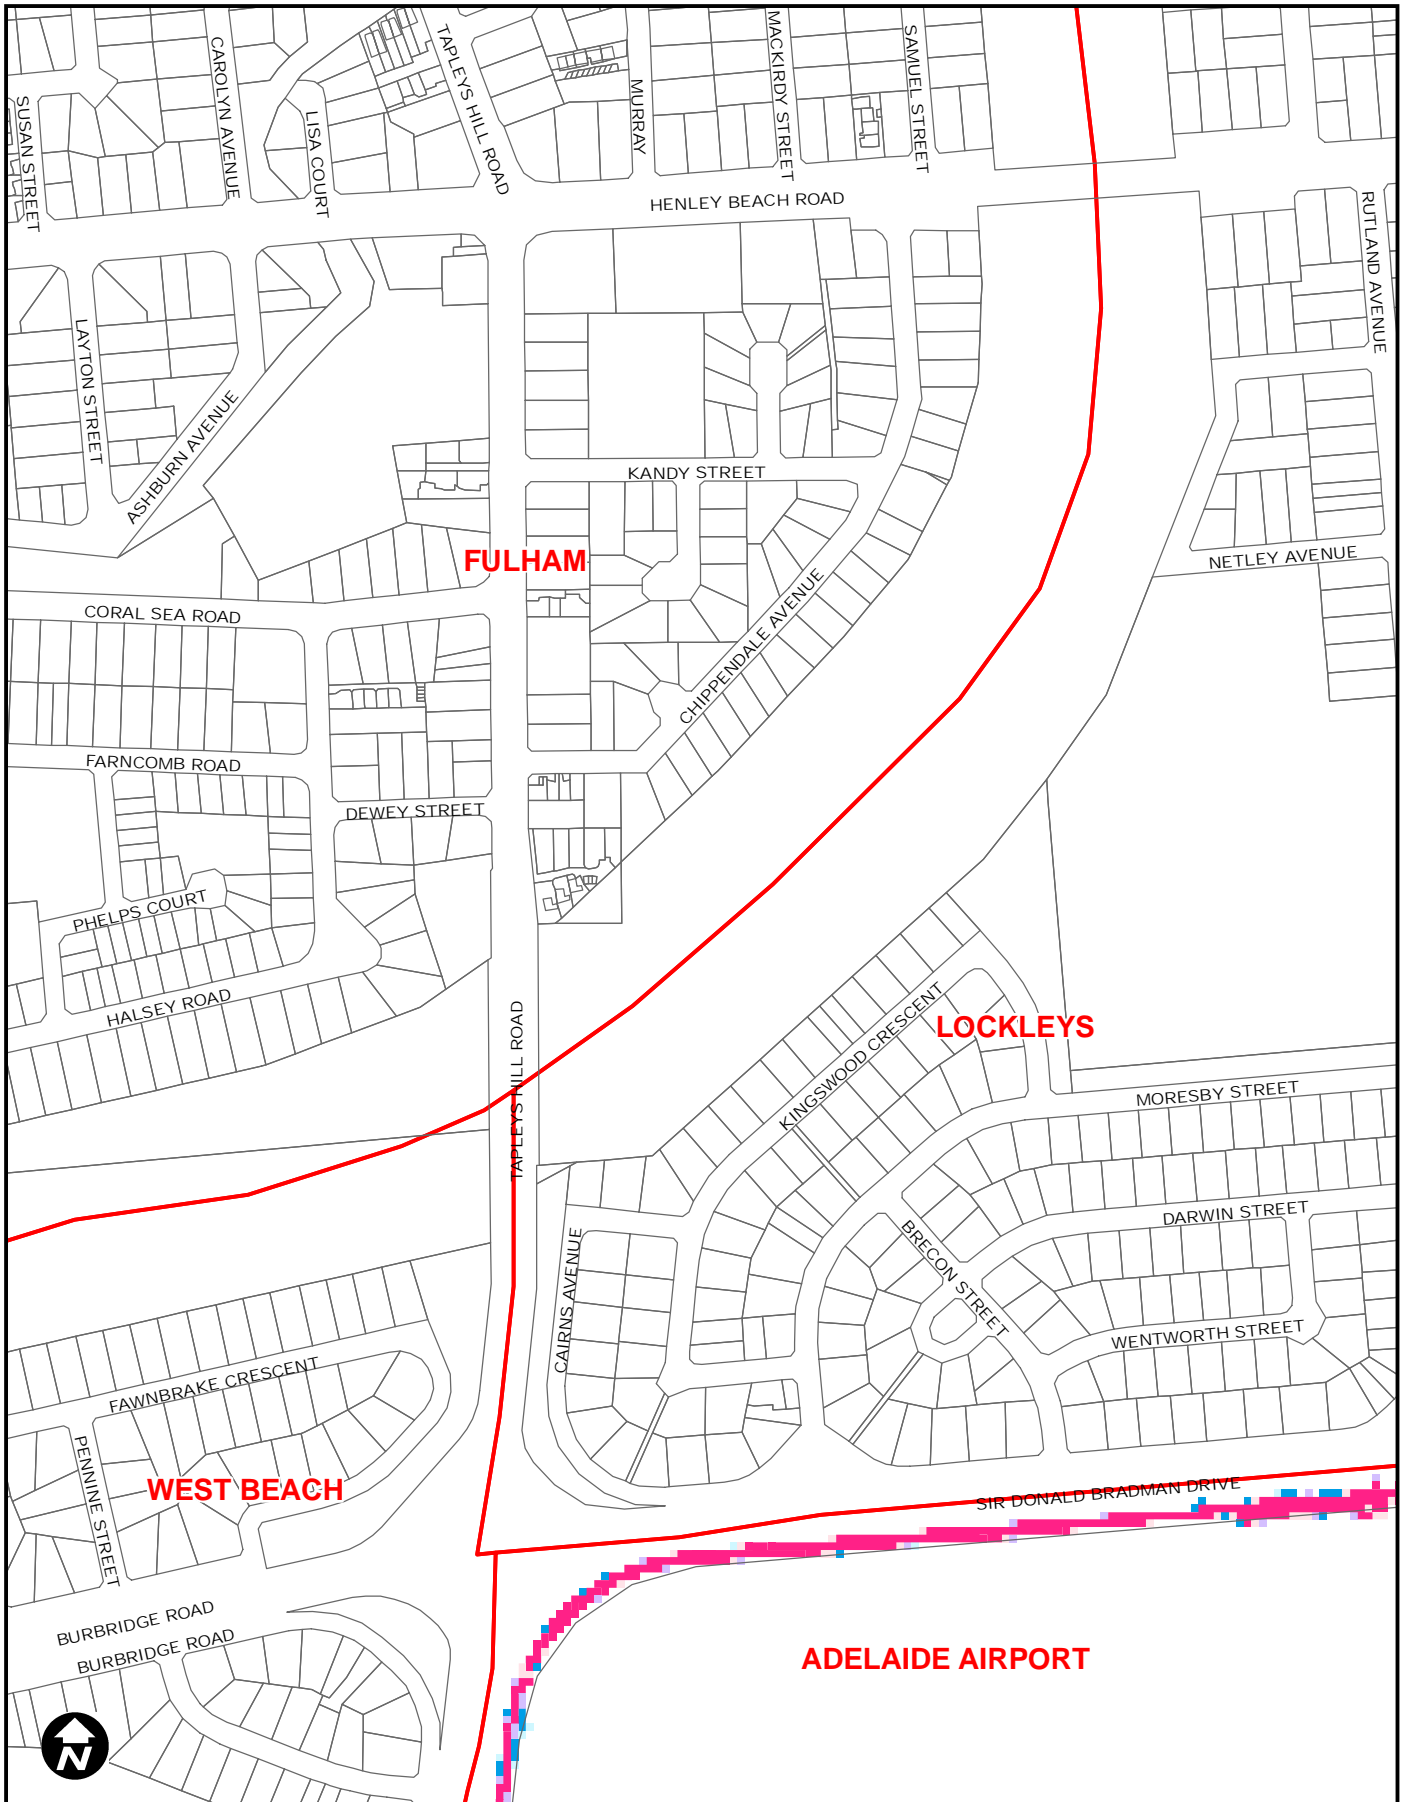 SUSAN STREET
CAROLYN AVENUE
LISA COURT
TAPLEYS HILL ROAD
MURRAY
MACKIRDY STREET
SAMUEL STREET
HENLEY BEACH ROAD
RUTLAND AVENUE
LAYTON STREET
ASHBURN AVENUE
KANDY STREET
FULHAM
NETLEY AVENUE
CORAL SEA ROAD
CHIPPENDALE AVENUE
FARNCOMB ROAD
DEWEY STREET
PHELPS COURT
HALSEY ROAD
TAPLEYS HILL ROAD
KINGSWOOD CRESCENT
LOCKLEYS
MORESBY STREET
DARWIN STREET
BRECON STREET
CAIRNS AVENUE
WENTWORTH STREET
FAWNBRAKE CRESCENT
PENNINE STREET
WEST BEACH
SIR DONALD BRADMAN DRIVE
BURBRIDGE ROAD
BURBRIDGE ROAD
ADELAIDE AIRPORT
N